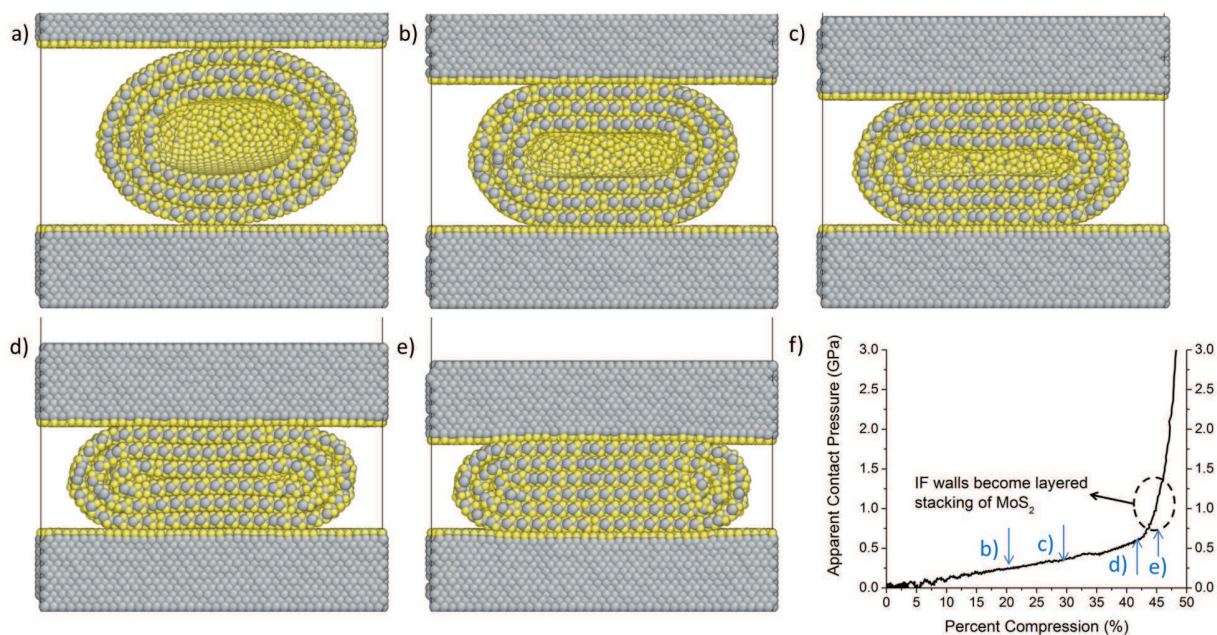 a)
b)
c)
d)
e)
f)
Apparent Contact Pressure (GPa)
3.0
2.5
2.0
1.5
1.0
0.5
0.0
3.0
2.5
2.0
1.5
1.0
0.5
0.0
IF walls become layered
stacking of MoS₂
b)
c)
d)
e)
0 5 10 15 20 25 30 35 40 45 50
Percent Compression (%)